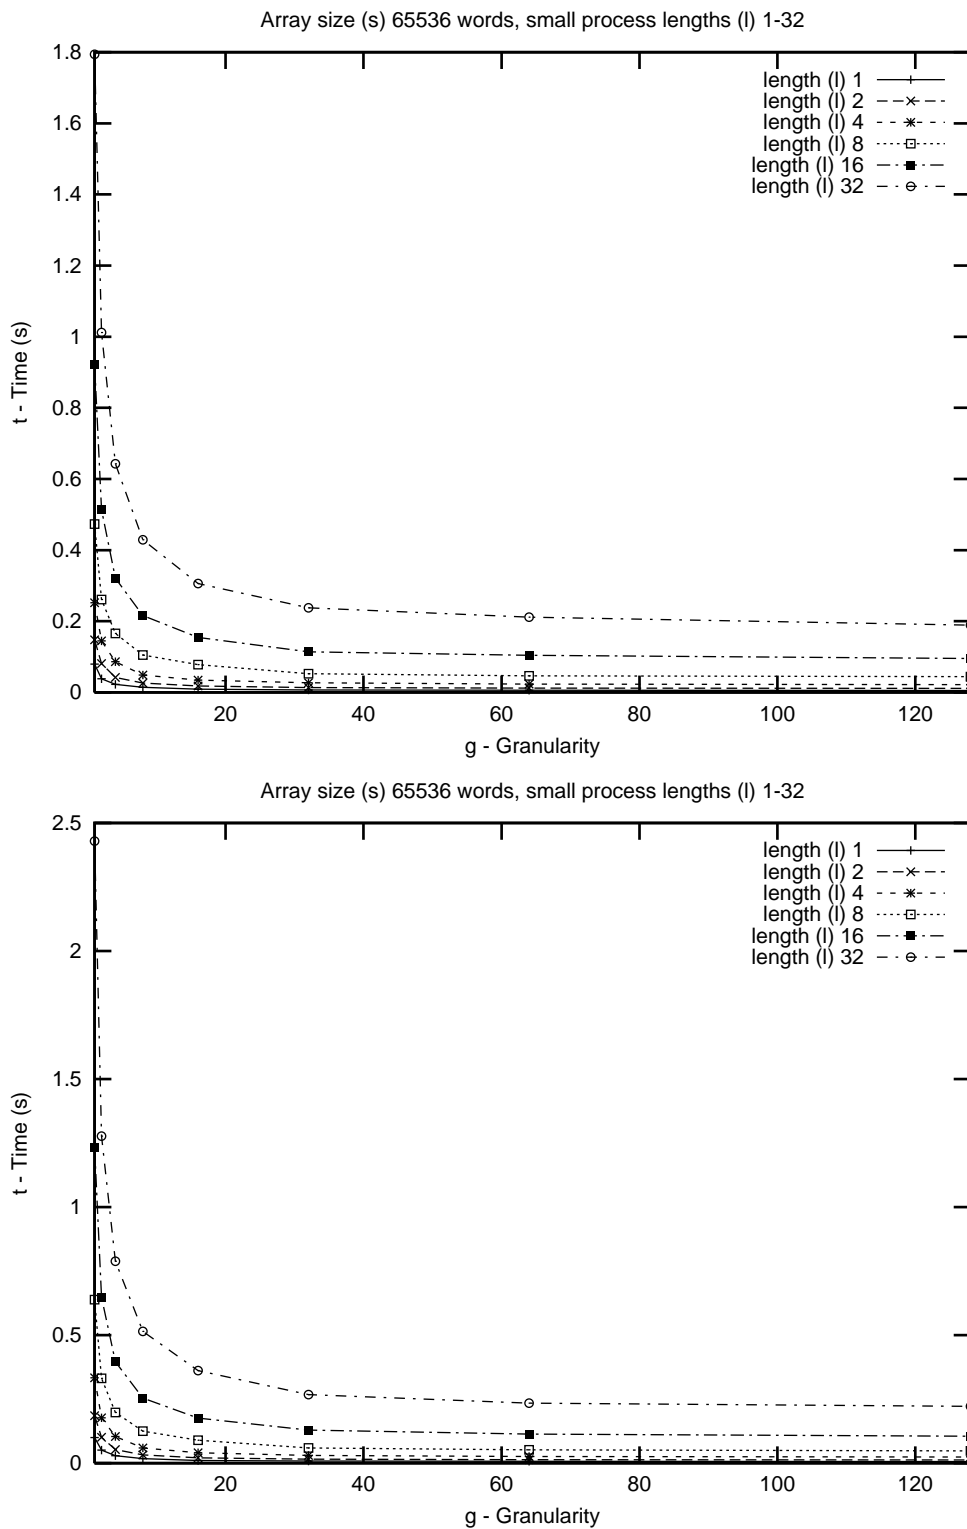 Array size (s) 65536 words, small process lengths (l) 1-32
1.8
1.6
1.4
1.2
1
0.8
0.6
0.4
0.2
0
t - Time (s)
length (l) 1
length (l) 2
length (l) 4
length (l) 8
length (l) 16
length (l) 32
20 40 60 80 100 120
g - Granularity
Array size (s) 65536 words, small process lengths (l) 1-32
2.5
2
1.5
1
0.5
0
t - Time (s)
length (l) 1
length (l) 2
length (l) 4
length (l) 8
length (l) 16
length (l) 32
20 40 60 80 100 120
g - Granularity